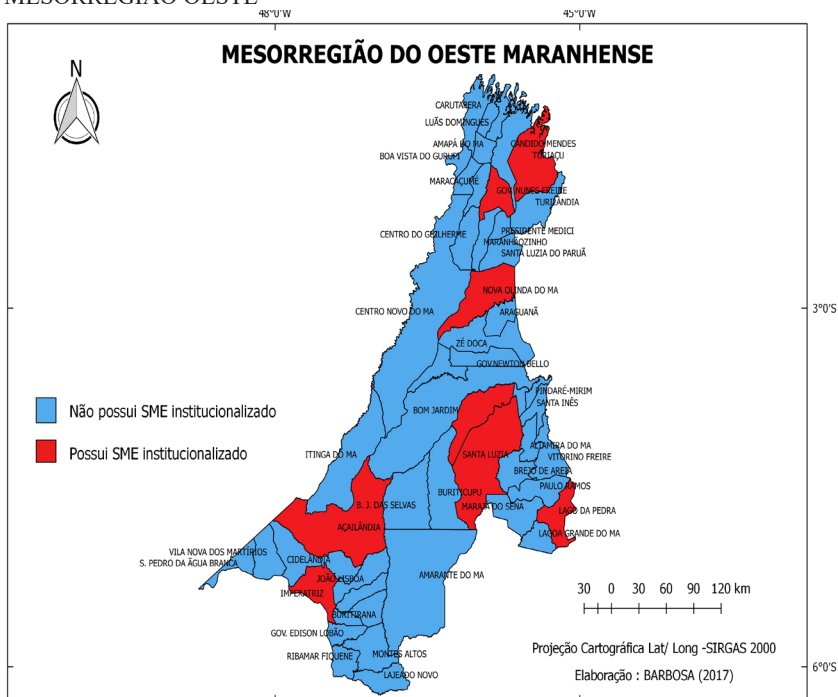 MESORREGIÃO OESTE
48°0'W
45°0'W
MESORREGIÃO DO OESTE MARANHENSE
N
CARUTAPERA
LUÃS DOMINGUES
AMAPÁ DO MA
CANDIDO MENDES
BOA VISTA DO GURUPI
TURIAÇU
MARACAÇUMÉ
GOV. NUNES FREIRE
TURILANDIA
CENTRO DO GUILHERME
PRESIDENTE MEDICI
MARANHÃOZINHO
SANTA LUZIA DO PARUÃ
NOVA OLINDA DO MA
CENTRO NOVO DO MA
ARAGUANÃ
3°0'S
ZÉ DOCA
GOV.NEWTON BELLO
PINDARÉ-MIRIM
SANTA INÊS
Não possui SME institucionalizado
BOM JARDIM
Possui SME institucionalizado
ALTAMIRA DO MA
ITINGA DO MA
SANTA LUZIA
VITORINO FREIRE
BREJO DE AREIA
PAULO RAMOS
BURITICUPU
B. J. DAS SELVAS
MARAJÁ DO SENA
LAGO DA PEDRA
AÇAILÂNDIA
LAGOA GRANDE DO MA
VILA NOVA DOS MARTÍRIOS
S. PEDRO DA ÃGUA BRANCA
CIDELÂNDIA
JOÃO LISBOA
AMARANTE DO MA
IMPERATRIZ
30 0 30 60 90 120 km
BURITIRANA
GOV. EDISON LOBÃO
RIBAMAR FIQUENE
MONTES ALTOS
LAJEADO NOVO
Projeção Cartográfica Lat/ Long -SIRGAS 2000
6°0'S
Elaboração : BARBOSA (2017)